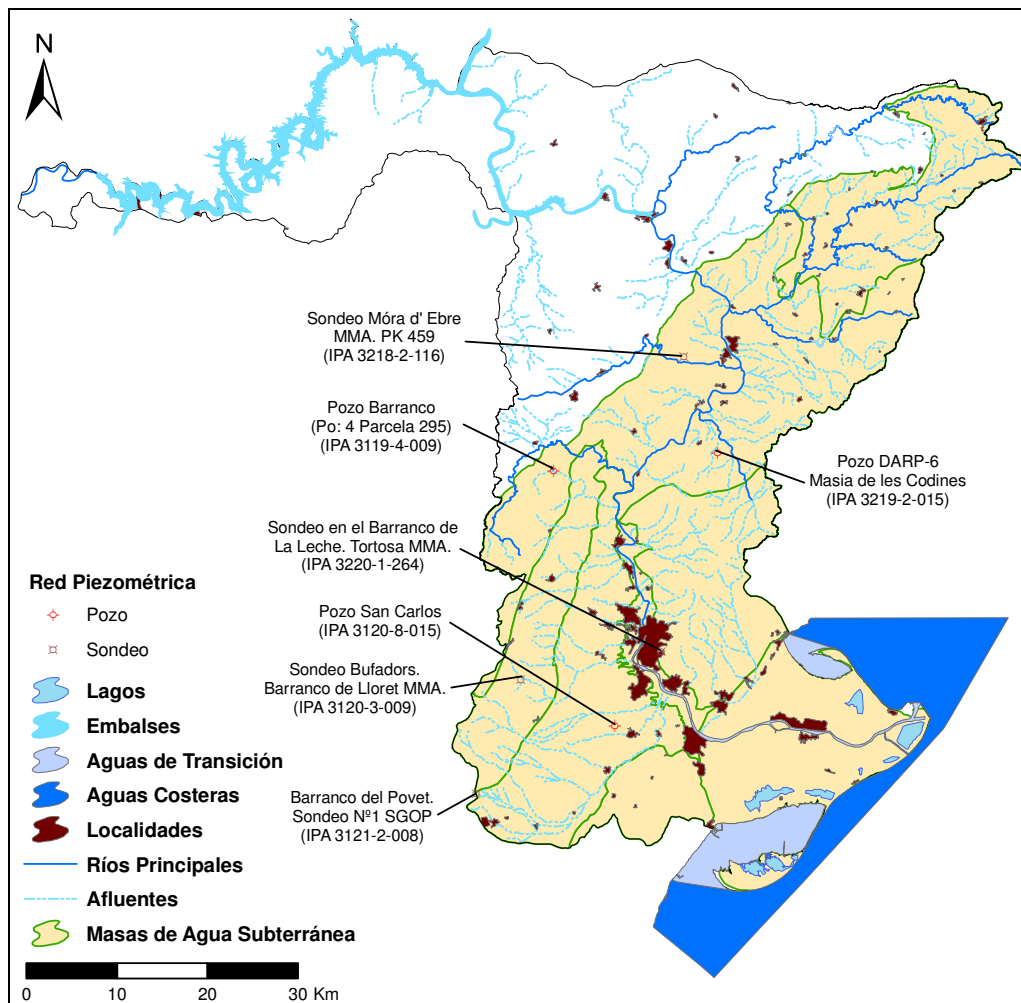 N
Sondeo Móra d' Ebre
MMA. PK 459
(IPA 3218-2-116)
Pozo Barranco
(Po: 4 Parcela 295)
(IPA 3119-4-009)
Pozo DARP-6
Masia de les Codines
(IPA 3219-2-015)
Sondeo en el Barranco de
La Leche. Tortosa MMA.
(IPA 3220-1-264)
Pozo San Carlos
(IPA 3120-8-015)
Sondeo Bufadors.
Barranco de Lloret MMA.
(IPA 3120-3-009)
Barranco del Povet.
Sondeo Nº1 SGOP
(IPA 3121-2-008)
Red Piezométrica
Pozo
Sondeo
Lagos
Embalses
Aguas de Transición
Aguas Costeras
Localidades
Ríos Principales
Afluentes
Masas de Agua Subterránea
0 10 20 30 Km